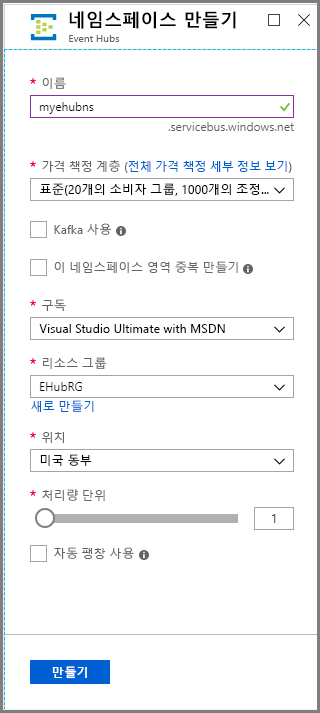 네임스페이스 만들기
Event Hubs
* 이름
myehubns
.servicebus.windows.net
* 가격 책정 계층 (전체 가격 책정 세부 정보 보기)
표준(20개의 소비자 그룹, 1000개의 조정...
Kafka 사용
이 네임스페이스 영역 중복 만들기
* 구독
Visual Studio Ultimate with MSDN
* 리소스 그룹
EHubRG
새로 만들기
* 위치
미국 동부
* 처리량 단위
1
자동 팽창 사용
만들기